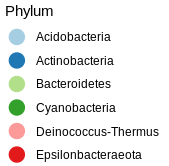 Phylum
Acidobacteria
Actinobacteria
Bacteroidetes
Cyanobacteria
Deinococcus-Thermus
Epsilonbacteraeota